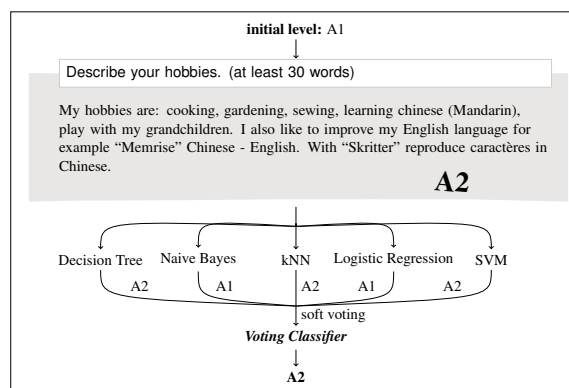 initial level: A1
Describe your hobbies. (at least 30 words)
My hobbies are: cooking, gardening, sewing, learning chinese (Mandarin),
play with my grandchildren. I also like to improve my English language for
example “Memrise” Chinese - English. With “Skritter” reproduce caractères in
Chinese.
A2
Decision Tree Naive Bayes kNN Logistic Regression SVM
A2 A1 A2 A1 A2
soft voting
Voting Classifier
A2